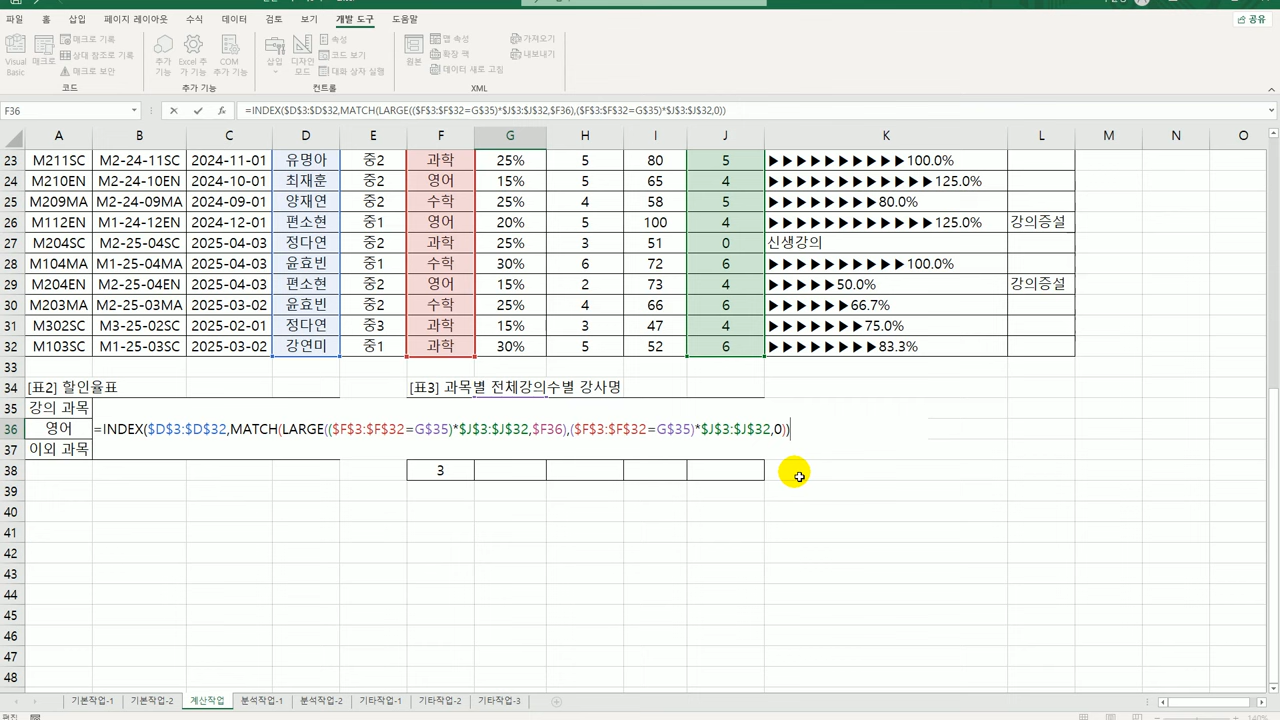 파일 홈 삽입 페이지 레이아웃 수식 데이터 검토 보기 개발 도구 도움말 공유
Visual Basic 매크로 매크로 기록 상대 참조로 기록 매크로 보안 추가 기능 Excel 추가 기능 COM 추가 기능 삽입 디자인 모드 속성 코드 보기 대화 상자 실행 원본 맵 속성 확장 팩 데이터 새로 고침 가져오기 내보내기
코드 추가 기능 컨트롤 XML
F36 fx =INDEX($D$3:$D$32,MATCH(LARGE(($F$3:$F$32=G$35)*$J$3:$J$32,$F36),($F$3:$F$32=G$35)*$J$3:$J$32,0))
A B C D E F G H I J K L M N O
23 M211SC M2-24-11SC 2024-11-01 유명아 중2 과학 25% 5 80 5 ▶▶▶▶▶▶▶▶▶▶100.0%
24 M210EN M2-24-10EN 2024-10-01 최재훈 중2 영어 15% 5 65 4 ▶▶▶▶▶▶▶▶▶▶▶▶125.0%
25 M209MA M2-24-09MA 2024-09-01 양재연 중2 수학 25% 4 58 5 ▶▶▶▶▶▶▶▶80.0%
26 M112EN M1-24-12EN 2024-12-01 편소현 중1 영어 20% 5 100 4 ▶▶▶▶▶▶▶▶▶▶▶▶125.0% 강의증설
27 M204SC M2-25-04SC 2025-04-03 정다연 중2 과학 25% 3 51 0 신생강의
28 M104MA M1-25-04MA 2025-04-03 윤효빈 중1 수학 30% 6 72 6 ▶▶▶▶▶▶▶▶▶▶100.0%
29 M204EN M2-25-04EN 2025-04-03 편소현 중2 영어 15% 2 73 4 ▶▶▶▶▶50.0% 강의증설
30 M203MA M2-25-03MA 2025-03-02 윤효빈 중2 수학 25% 4 66 6 ▶▶▶▶▶▶66.7%
31 M302SC M3-25-02SC 2025-02-01 정다연 중3 과학 15% 3 47 4 ▶▶▶▶▶▶▶75.0%
32 M103SC M1-25-03SC 2025-03-02 강연미 중1 과학 30% 5 52 6 ▶▶▶▶▶▶▶▶83.3%
33
34 [표2] 할인율표 [표3] 과목별 전체강의수별 강사명
35 강의 과목
36 영어 =INDEX($D$3:$D$32,MATCH(LARGE(($F$3:$F$32=G$35)*$J$3:$J$32,$F36),($F$3:$F$32=G$35)*$J$3:$J$32,0))
37 이외 과목
38 3
39
40
41
42
43
44
45
46
47
48
기본작업-1 기본작업-2 계산작업 분석작업-1 분석작업-2 기타작업-1 기타작업-2 기타작업-3